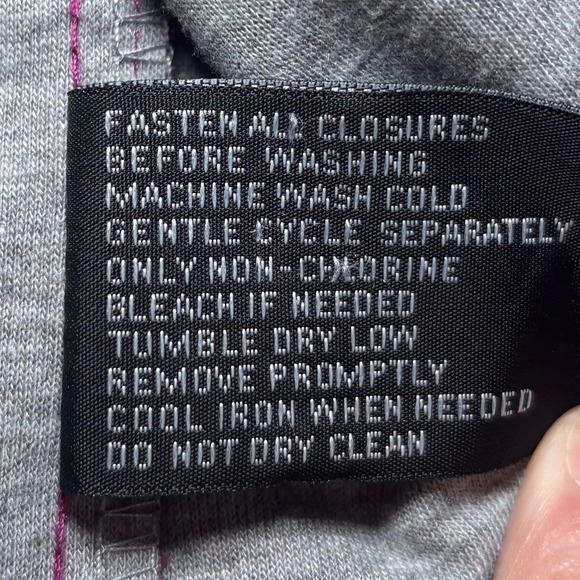 FASTEN ALL CLOSURES
BEFORE WASHING
MACHINE WASH COLD
GENTLE CYCLE SEPARATELY
ONLY NON-CHLORINE
BLEACH IF NEEDED
TUMBLE DRY LOW
REMOVE PROMPTLY
COOL IRON WHEN NEEDED
DO NOT DRY CLEAN